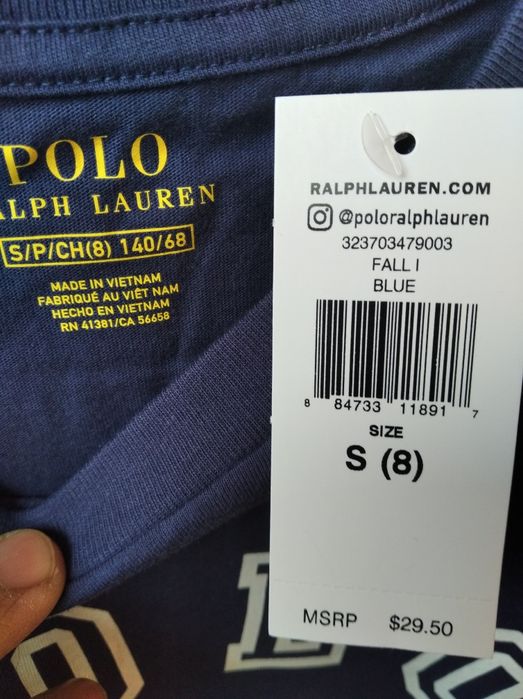 POLO
ALPH LAUREN
S/P/CH(8) 140/68
MADE IN VIETNAM
FABRIQUÉ AU VIÊT NAM
HECHO EN VIETNAM
RN 41381/CA 56658
RALPHLAUREN.COM
@poloralphlauren
323703479003
FALL I
BLUE
8 84733 11891 7
SIZE
S (8)
MSRP $29.50